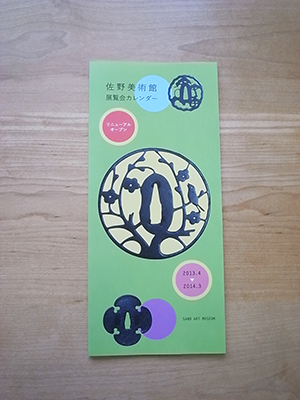 佐野美術館
展覧会カレンダー
リニューアル
オープン
2013.4
▼
2014.3
SANO ART MUSEUM